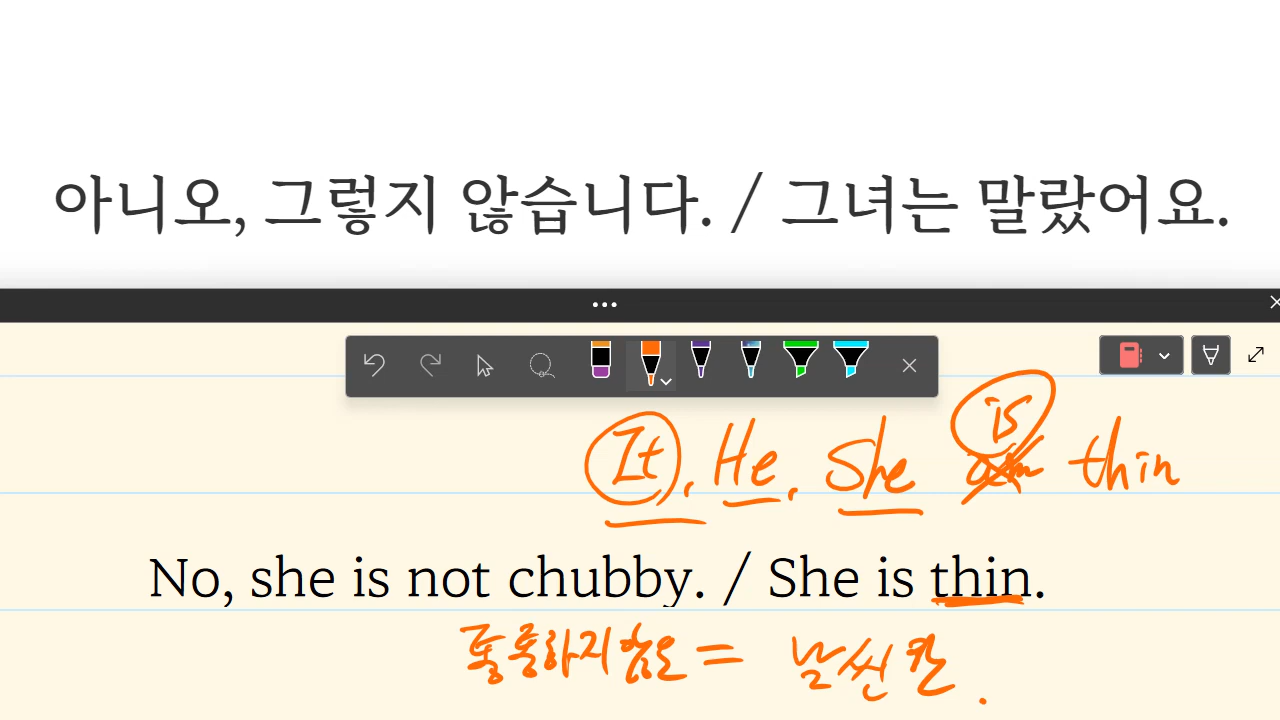 아니오, 그렇지 않습니다. / 그녀는 말랐어요.
is
It, He, She am thin
No, she is not chubby. / She is thin.
통통하지않은 = 날씬한.